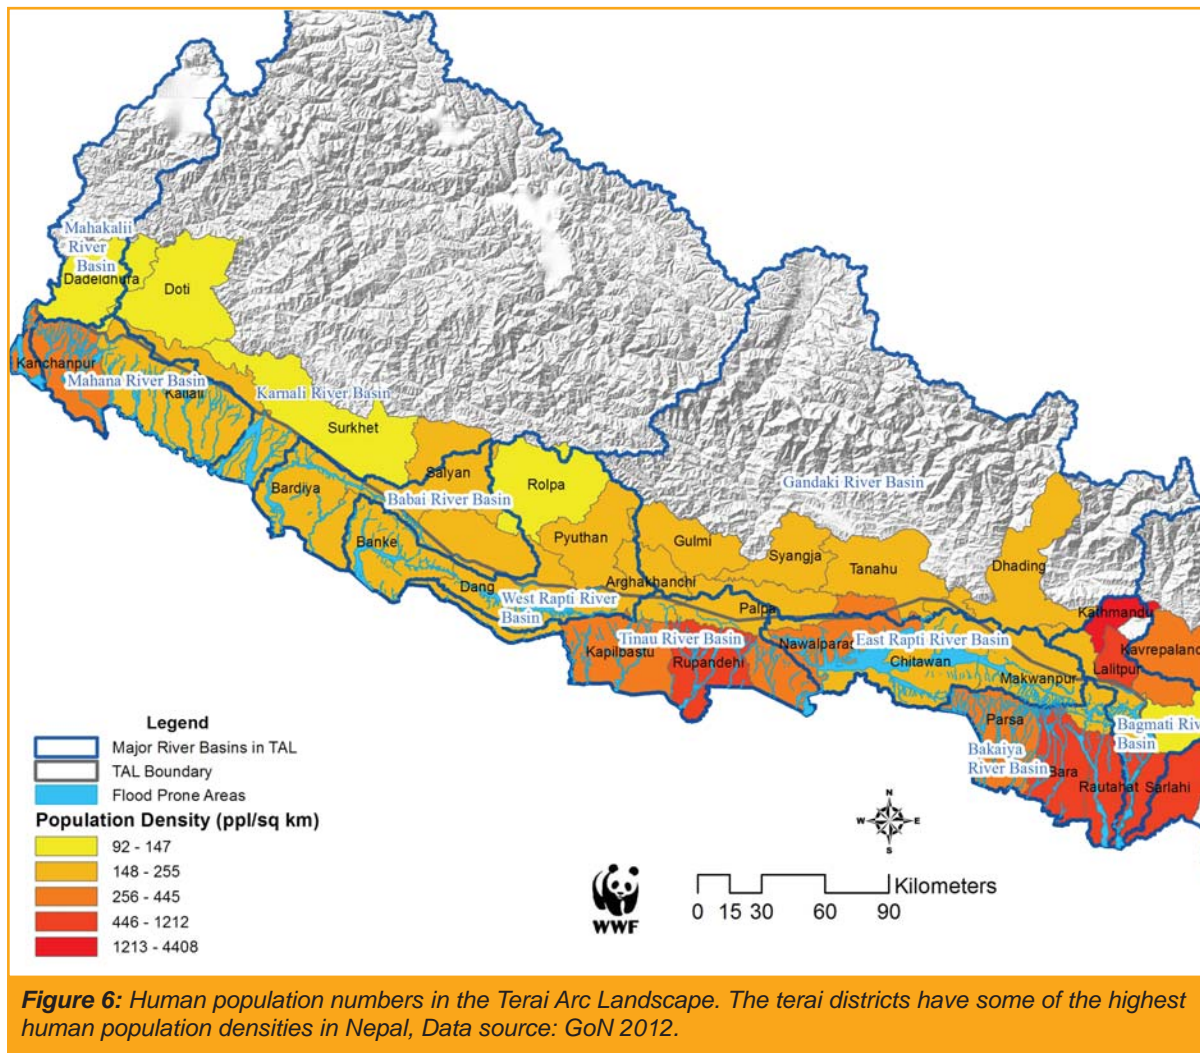 Mahakalii
River
Basin
Dadeldhura
Doti
Kanchanpur
Mahana River Basin
Kailali
Karnali River Basin
Surkhet
Salyan
Rolpa
Bardiya
Babai River Basin
Gandaki River Basin
Banke
Pyuthan
Gulmi
Syangja
Tanahu
Dhading
Dang
Arghakhanchi
West Rapti River
Basin
Palpa
Kathmandu
Kapilbastu
Tinau River Basin
Rupandehi
Nawalparas
East Rapti River Basin
Chitawan
Makwanpur
Lalitpur
Kavrepalanc
Parsa
Bakaiya
River Basin
Bara
Bagmati Riv
Basin
Rautahat
Sarlahi
Legend
Major River Basins in TAL
TAL Boundary
Flood Prone Areas
Population Density (ppl/sq km)
92 - 147
148 - 255
256 - 445
446 - 1212
1213 - 4408
N
W E
S
WWF
Kilometers
0 15 30 60 90
Figure 6: Human population numbers in the Terai Arc Landscape. The terai districts have some of the highest
human population densities in Nepal, Data source: GoN 2012.